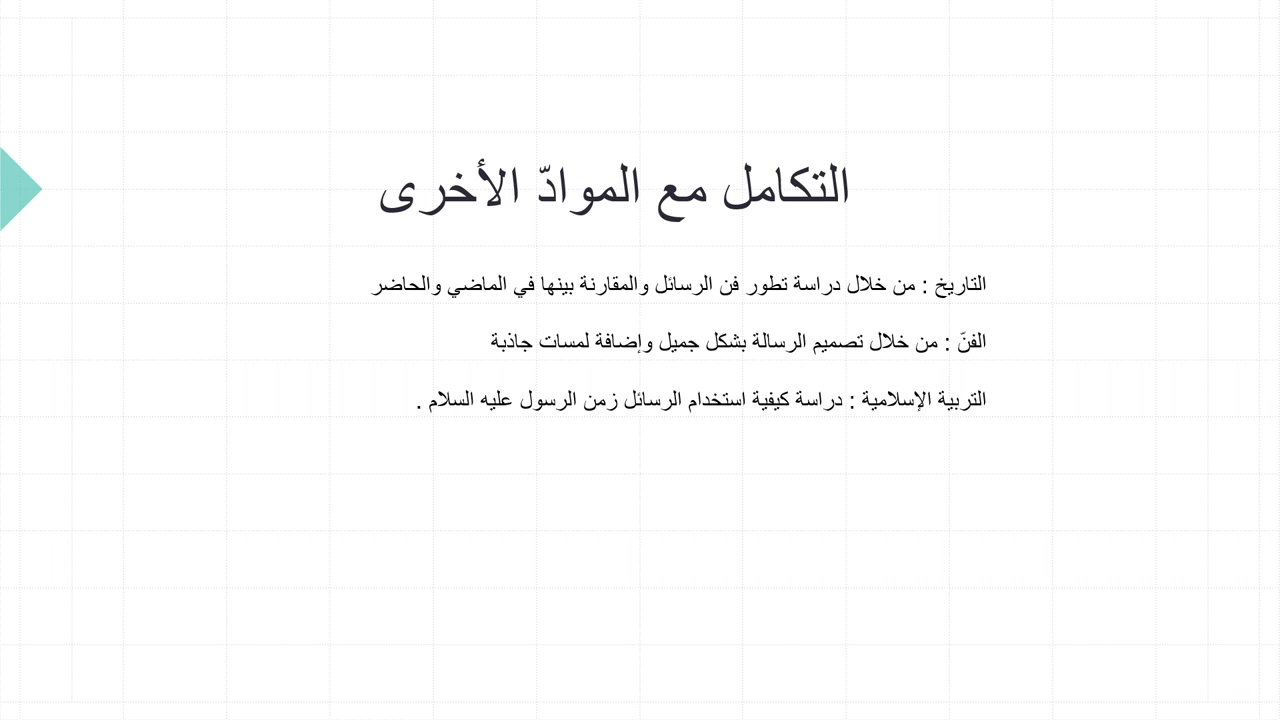 التكامل مع الموادّ الأخرى
التاريخ : من خلال دراسة تطور فن الرسائل والمقارنة بينها في الماضي والحاضر
الفنّ : من خلال تصميم الرسالة بشكل جميل وإضافة لمسات جاذبة
التربية الإسلامية : دراسة كيفية استخدام الرسائل زمن الرسول عليه السلام .